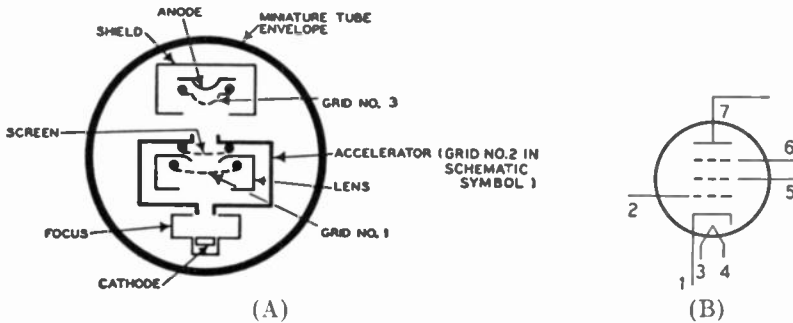 ANODE
MINIATURE TUBE
ENVELOPE
SHIELD
GRID NO. 3
SCREEN
ACCELERATOR (GRID NO.2 IN
SCHEMATIC
SYMBOL )
LENS
GRID NO. 1
FOCUS
CATHODE
(A)
7
6
5
2
1
3 4
(B)